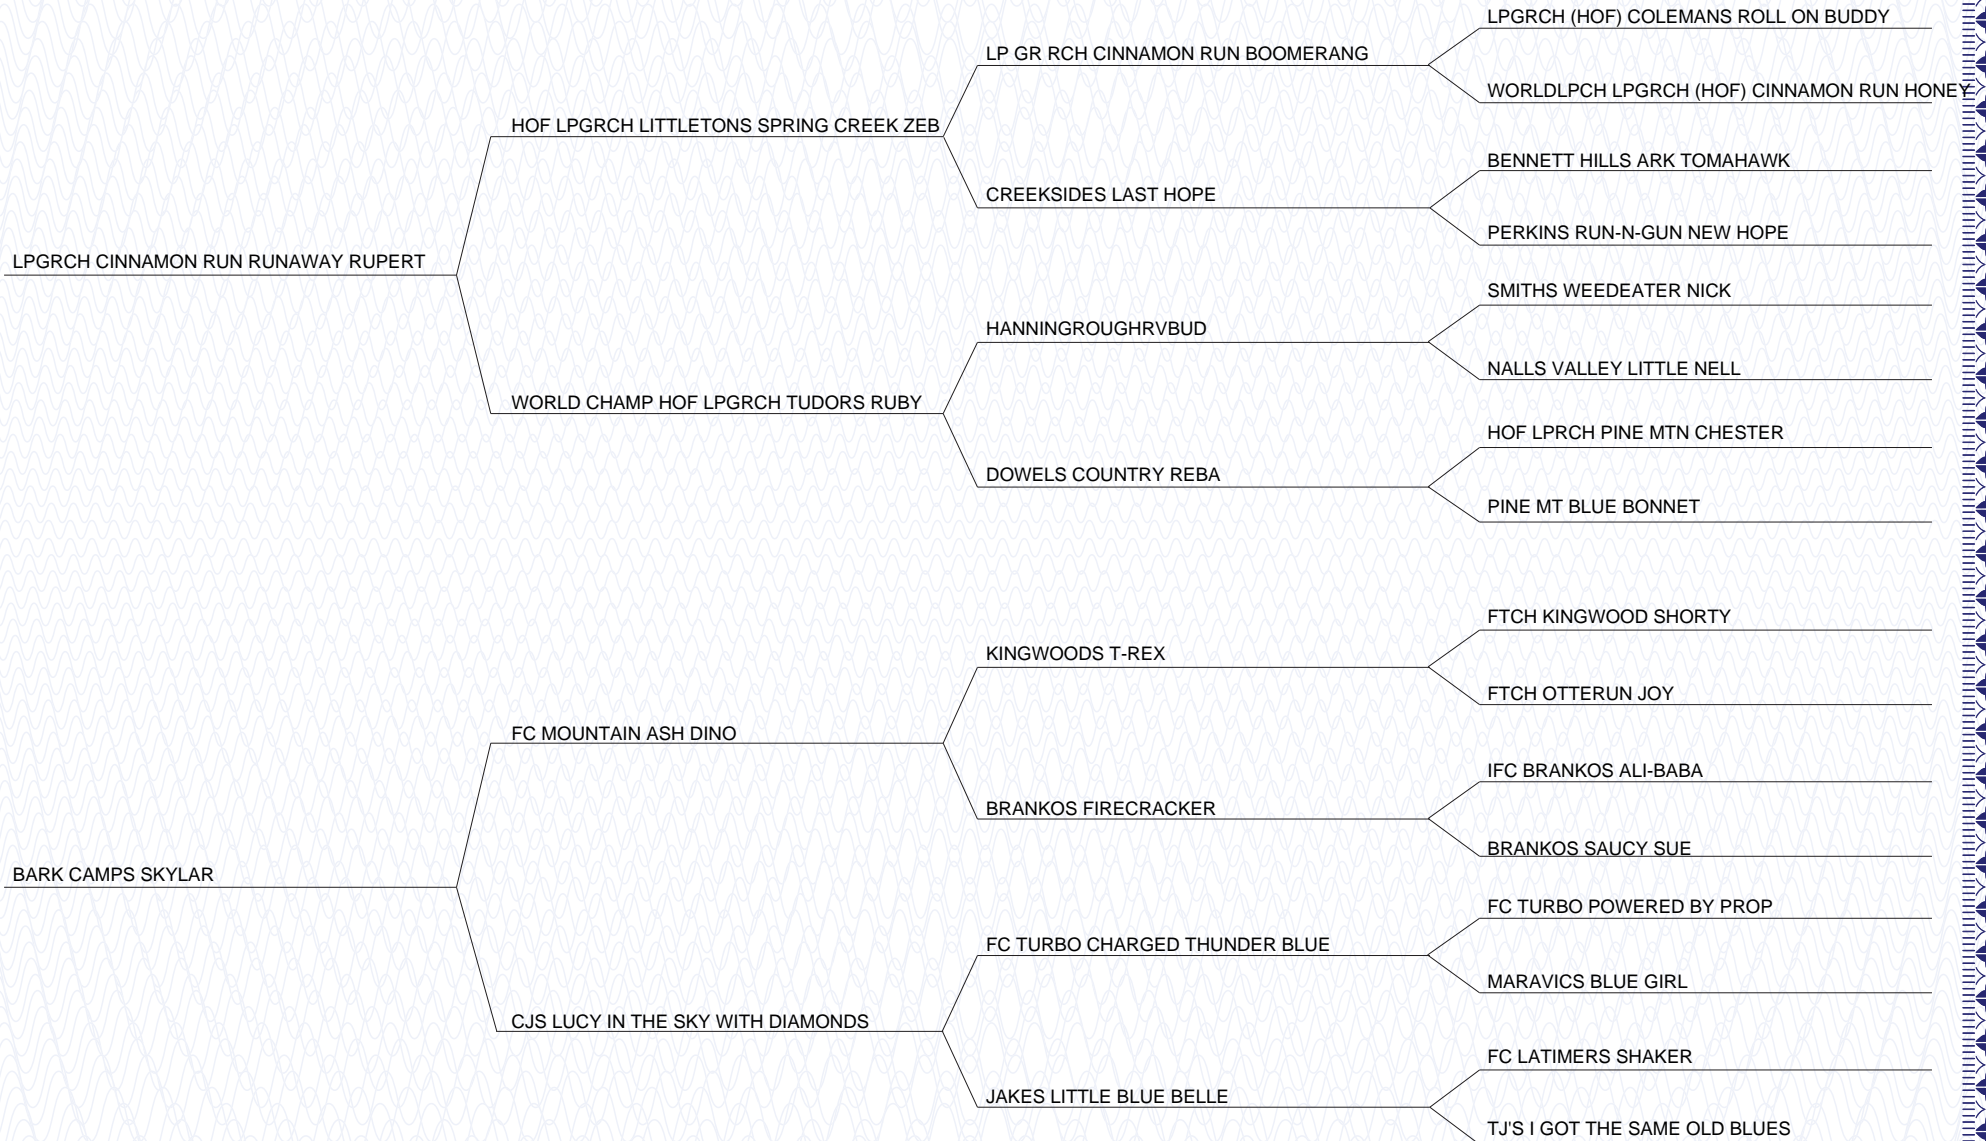 LPGRCH (HOF) COLEMANS ROLL ON BUDDY
LP GR RCH CINNAMON RUN BOOMERANG
WORLDLPCH LPGRCH (HOF) CINNAMON RUN HONEY
HOF LPGRCH LITTLETONS SPRING CREEK ZEB
BENNETT HILLS ARK TOMAHAWK
CREEKSIDES LAST HOPE
PERKINS RUN-N-GUN NEW HOPE
LPGRCH CINNAMON RUN RUNAWAY RUPERT
SMITHS WEEDEATER NICK
HANNINGROUGHRVBUD
NALLS VALLEY LITTLE NELL
WORLD CHAMP HOF LPGRCH TUDORS RUBY
HOF LPRCH PINE MTN CHESTER
DOWELS COUNTRY REBA
PINE MT BLUE BONNET
FTCH KINGWOOD SHORTY
KINGWOODS T-REX
FTCH OTTERUN JOY
FC MOUNTAIN ASH DINO
IFC BRANKOS ALI-BABA
BRANKOS FIRECRACKER
BRANKOS SAUCY SUE
BARK CAMPS SKYLAR
FC TURBO POWERED BY PROP
FC TURBO CHARGED THUNDER BLUE
MARAVICS BLUE GIRL
CJS LUCY IN THE SKY WITH DIAMONDS
FC LATIMERS SHAKER
JAKES LITTLE BLUE BELLE
TJ'S I GOT THE SAME OLD BLUES